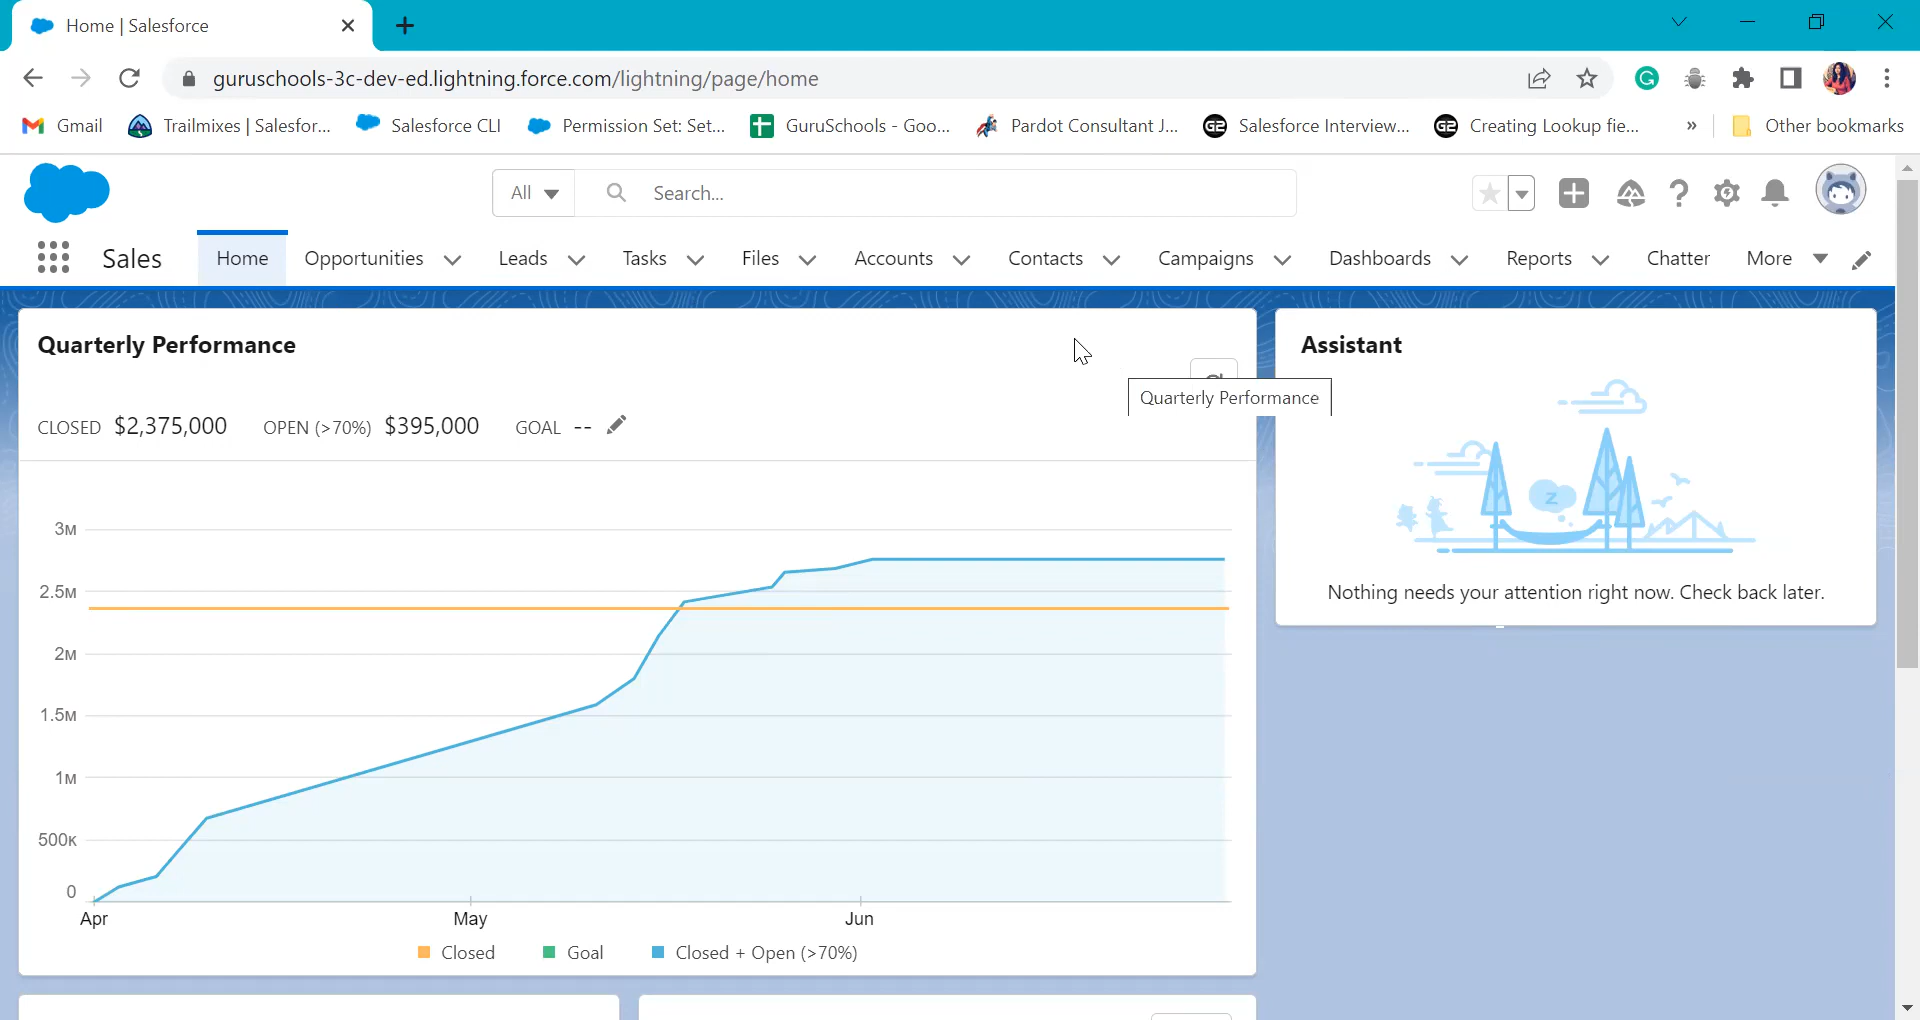 Home | Salesforce
guruschools-3c-dev-ed.lightning.force.com/lightning/page/home
Gmail Trailmixes | Salesfor... Salesforce CLI Permission Set: Set... GuruSchools - Goo... Pardot Consultant J... G2 Salesforce Interview... G2 Creating Lookup fie... » Other bookmarks
All Search...
Sales Home Opportunities Leads Tasks Files Accounts Contacts Campaigns Dashboards Reports Chatter More
Quarterly Performance
CLOSED $2,375,000 OPEN (>70%) $395,000 GOAL --
Quarterly Performance
3M
2.5M
2M
1.5M
1M
500K
0
Apr May Jun
Closed Goal Closed + Open (>70%)
Assistant
z
Nothing needs your attention right now. Check back later.